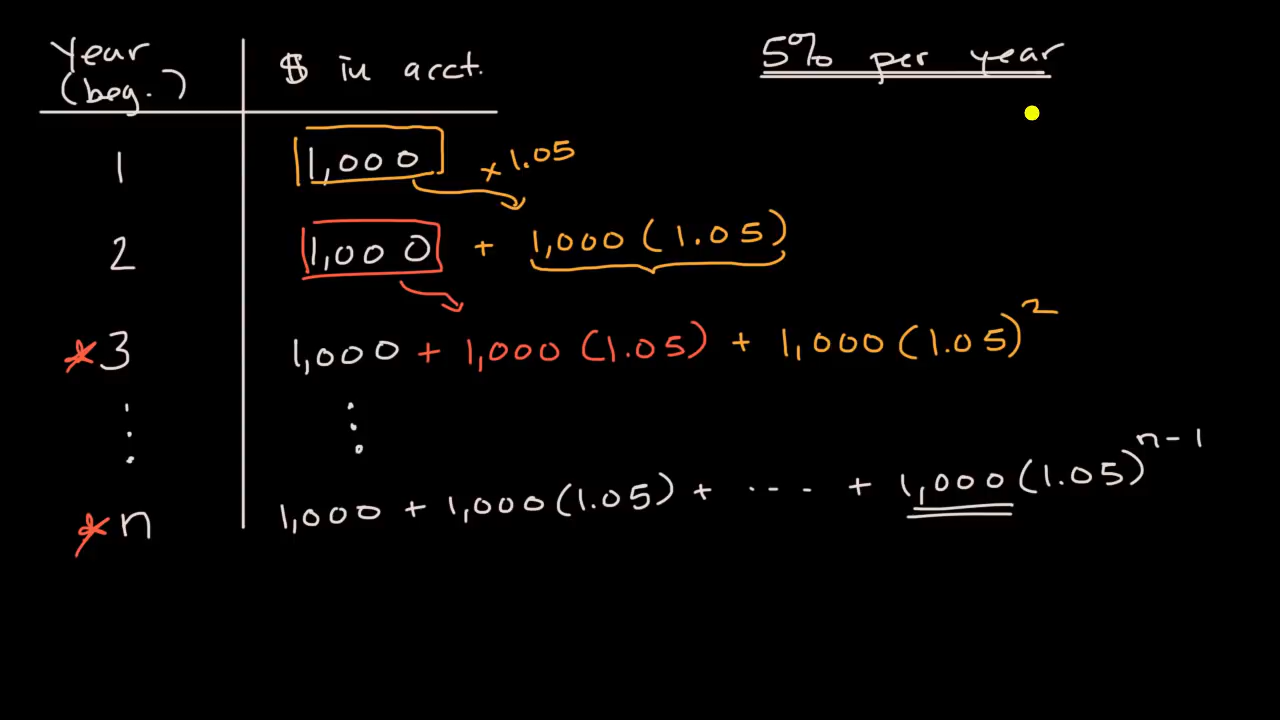 Year $ in acct. 5% per year
(beg.)
1 1,000 × 1.05
2 1,000 + 1,000 (1.05)
*3 1,000 + 1,000 (1.05) + 1,000 (1.05)²
⋮ ⋮
*n 1,000 + 1,000 (1.05) + ---- + 1,000 (1.05)ⁿ⁻¹